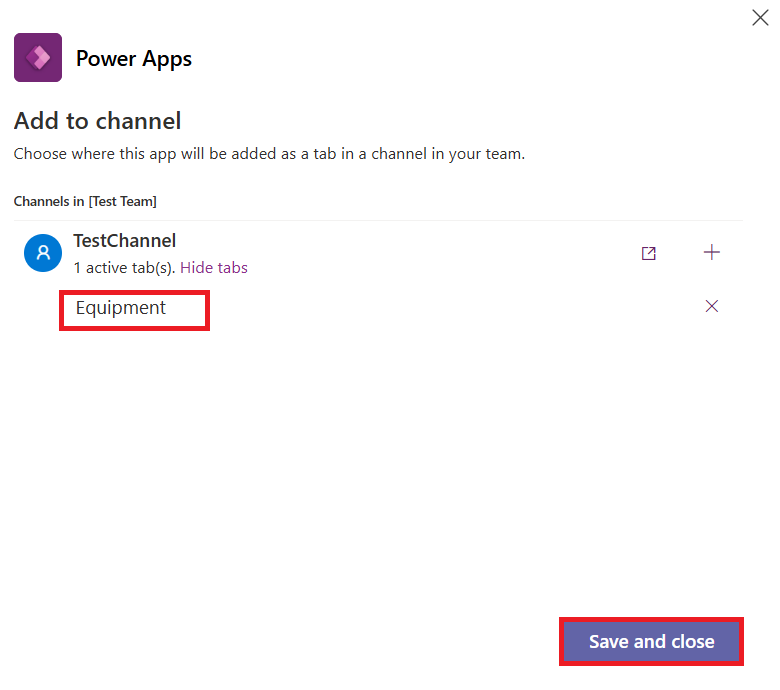 Power Apps
Add to channel
Choose where this app will be added as a tab in a channel in your team.
Channels in [Test Team]
TestChannel
1 active tab(s). Hide tabs
Equipment
Save and close